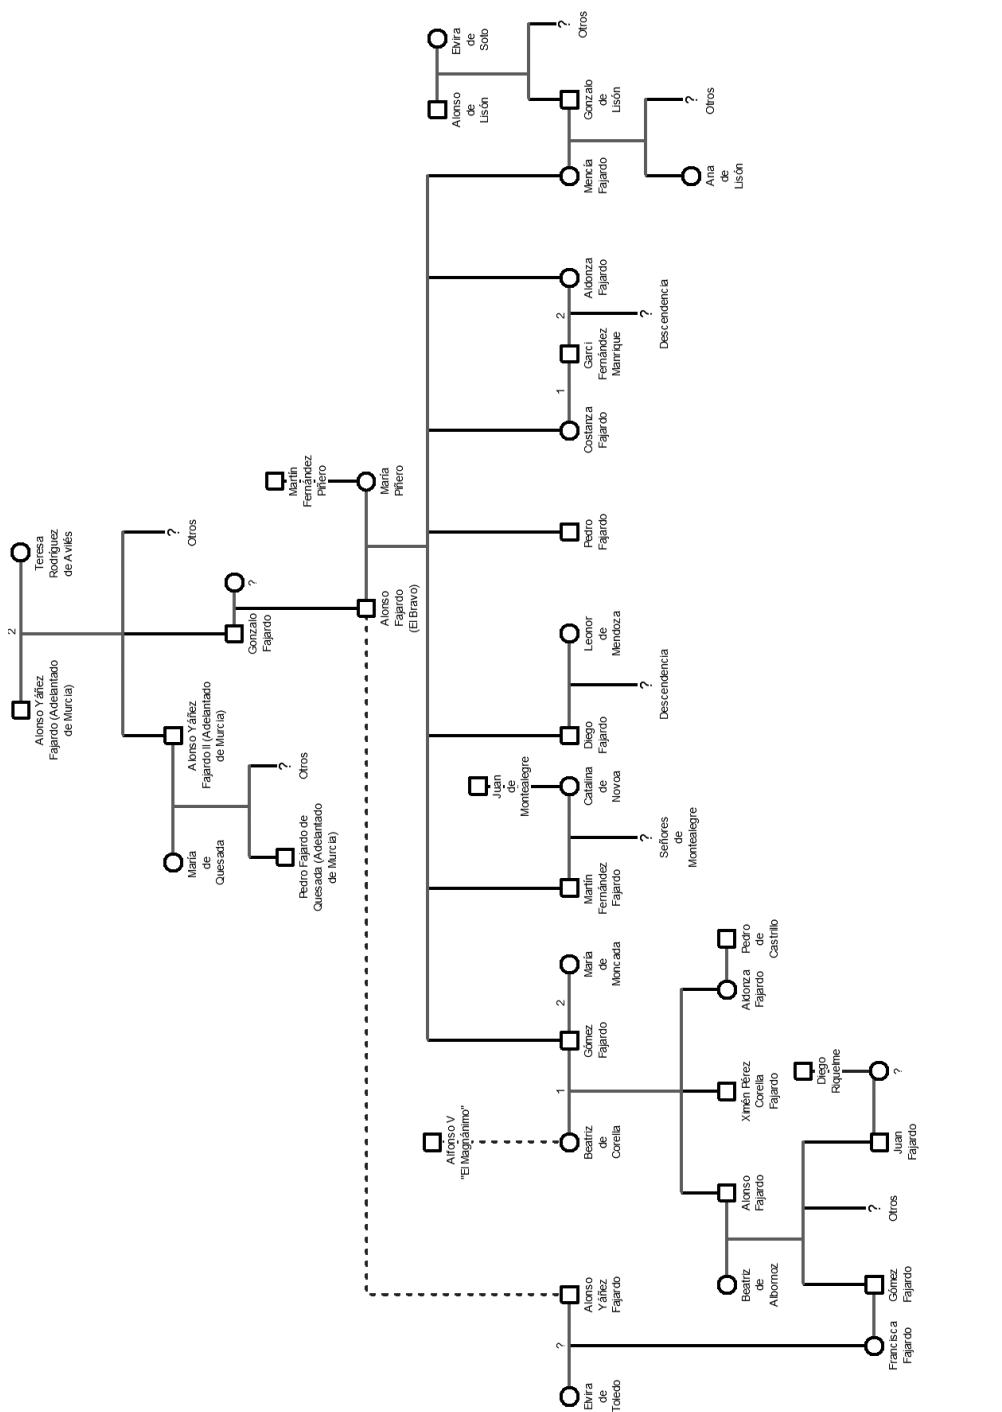 2
Alonso Yáñez
Fajardo (Adelantado
de Murcia)
Teresa
Rodríguez
de Avilés
María
de
Quesada
Alonso Yáñez
Fajardo II (Adelantado
de Murcia)
Gonzalo
Fajardo
?
?
Otros
Pedro Fajardo de
Quesada (Adelantado
de Murcia)
?
Otros
Martín
Fernández
Piñero
Alonso
Fajardo
(El Bravo)
María
Piñero
Alfonso V
"El Magnánimo"
Juan
de
Montealegre
Alonso
de
Lisón
Elvira
de
Soto
?
Elvira
de
Toledo
Alonso
Yáñez
Fajardo
1
Beatriz
de
Corella
Gómez
Fajardo
2
María
de
Moncada
Martín
Fernández
Fajardo
Catalina
de
Novoa
Diego
Fajardo
Leonor
de
Mendoza
Pedro
Fajardo
1
Costanza
Fajardo
Garci
Fernández
Manrique
2
Aldonza
Fajardo
Mencía
Fajardo
Gonzalo
de
Lisón
?
Otros
?
Señores
de
Montealegre
?
Descendencia
?
Descendencia
Ana
de
Lisón
?
Otros
Beatriz
de
Albornoz
Alonso
Fajardo
Ximén Pérez
Corella
Fajardo
Aldonza
Fajardo
Pedro
de
Castrillo
Diego
Riquelme
Francisca
Fajardo
Gómez
Fajardo
?
Otros
Juan
Fajardo
?